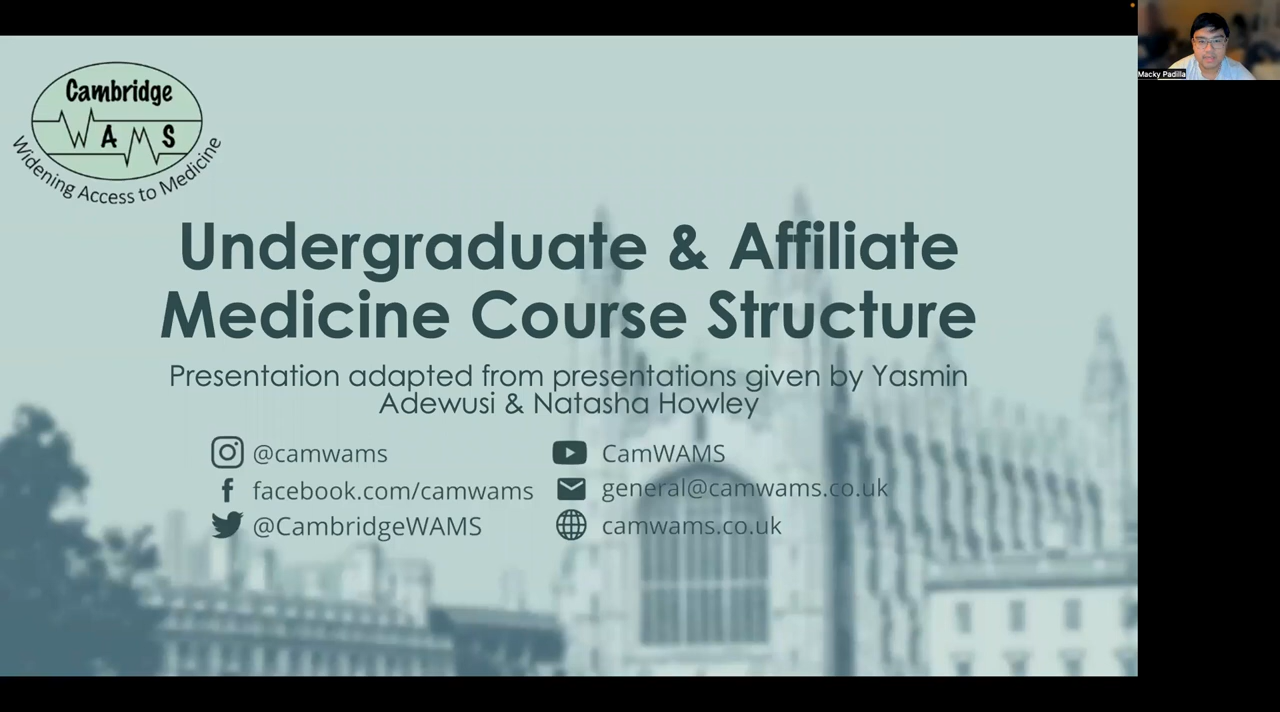 Cambridge
WAMS
Widening Access to Medicine
Macky Padilla
Undergraduate & Affiliate
Medicine Course Structure
Presentation adapted from presentations given by Yasmin
Adewusi & Natasha Howley
@camwams
CamWAMS
facebook.com/camwams
general@camwams.co.uk
@CambridgeWAMS
camwams.co.uk